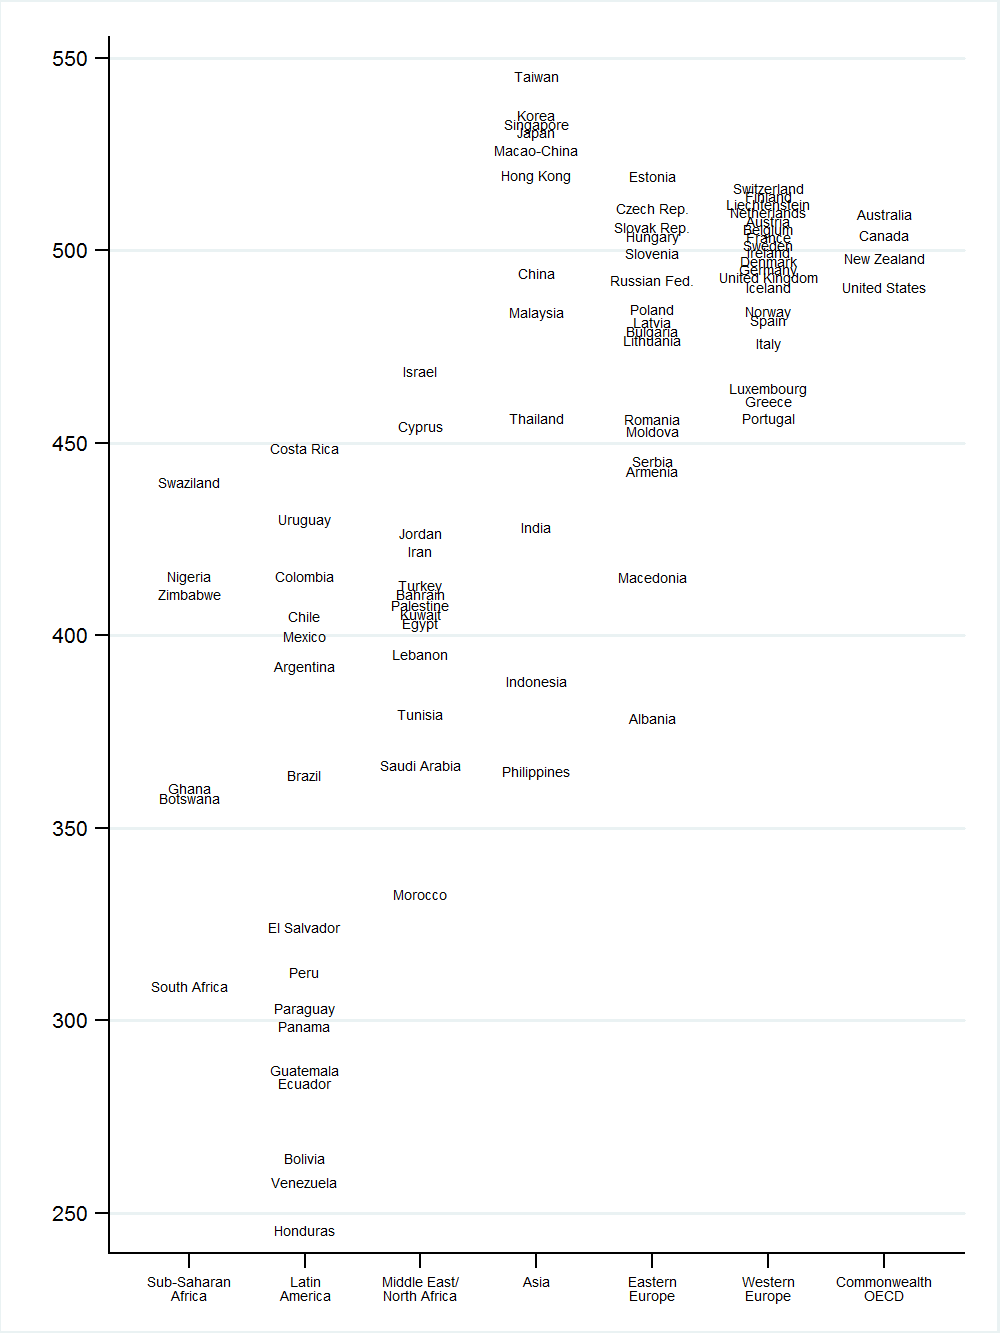 550
Taiwan
Korea
Singapore
Japan
Macao-China
Hong Kong
Estonia
Switzerland
Finland
Liechtenstein
Czech Rep.
Netherlands
Australia
Austria
Slovak Rep.
Belgium
Canada
Hungary
France
Sweden
500
Ireland
Slovenia
New Zealand
Denmark
Germany
China
United Kingdom
Russian Fed.
Iceland
United States
Poland
Norway
Malaysia
Spain
Latvia
Bulgaria
Lithuania
Italy
Israel
Luxembourg
Greece
Thailand
Romania
Portugal
Cyprus
Moldova
450
Costa Rica
Serbia
Armenia
Swaziland
Uruguay
India
Jordan
Iran
Nigeria
Colombia
Macedonia
Turkey
Zimbabwe
Bahrain
Palestine
Kuwait
Chile
Egypt
400
Mexico
Lebanon
Argentina
Indonesia
Tunisia
Albania
Saudi Arabia
Philippines
Brazil
Ghana
Botswana
350
Morocco
El Salvador
Peru
South Africa
Paraguay
300
Panama
Guatemala
Ecuador
Bolivia
Venezuela
250
Honduras
Sub-Saharan
Africa
Latin
America
Middle East/
North Africa
Asia
Eastern
Europe
Western
Europe
Commonwealth
OECD